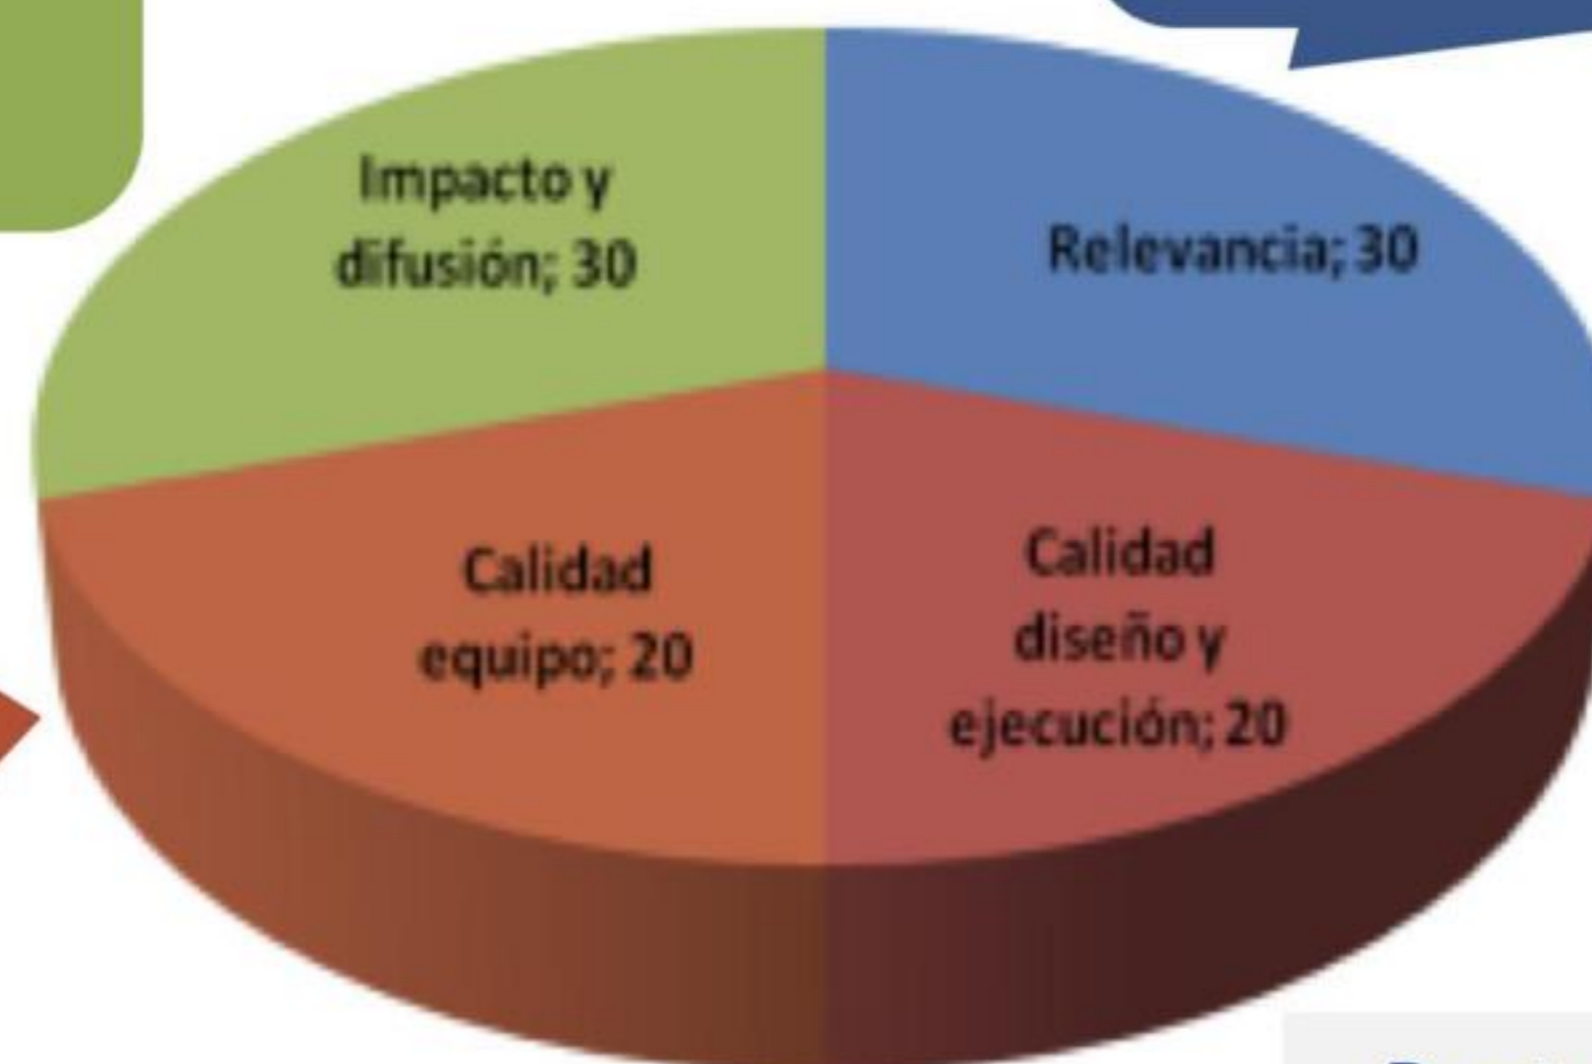 Impacto y
difusión; 30
Relevancia; 30
Calidad
equipo; 20
Calidad
diseño y
ejecución; 20